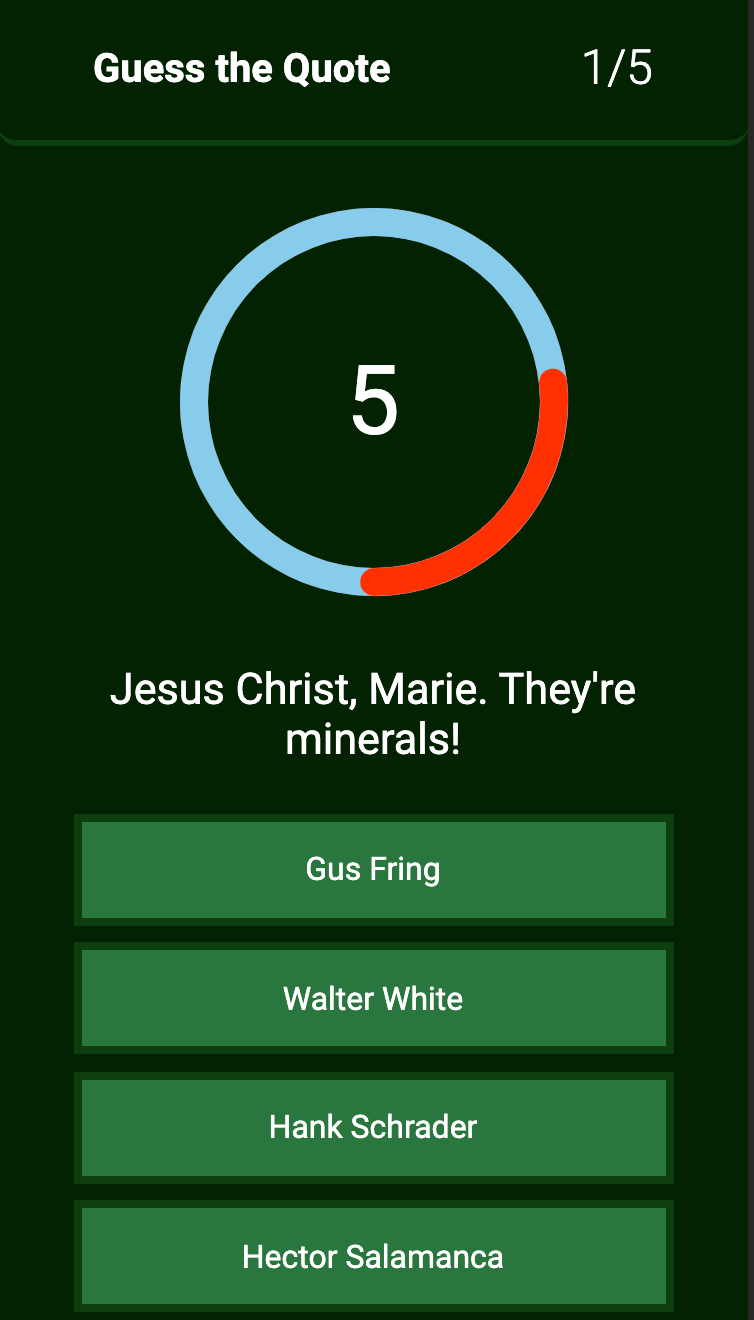 Guess the Quote
1/5
5
Jesus Christ, Marie. They're
minerals!
Gus Fring
Walter White
Hank Schrader
Hector Salamanca